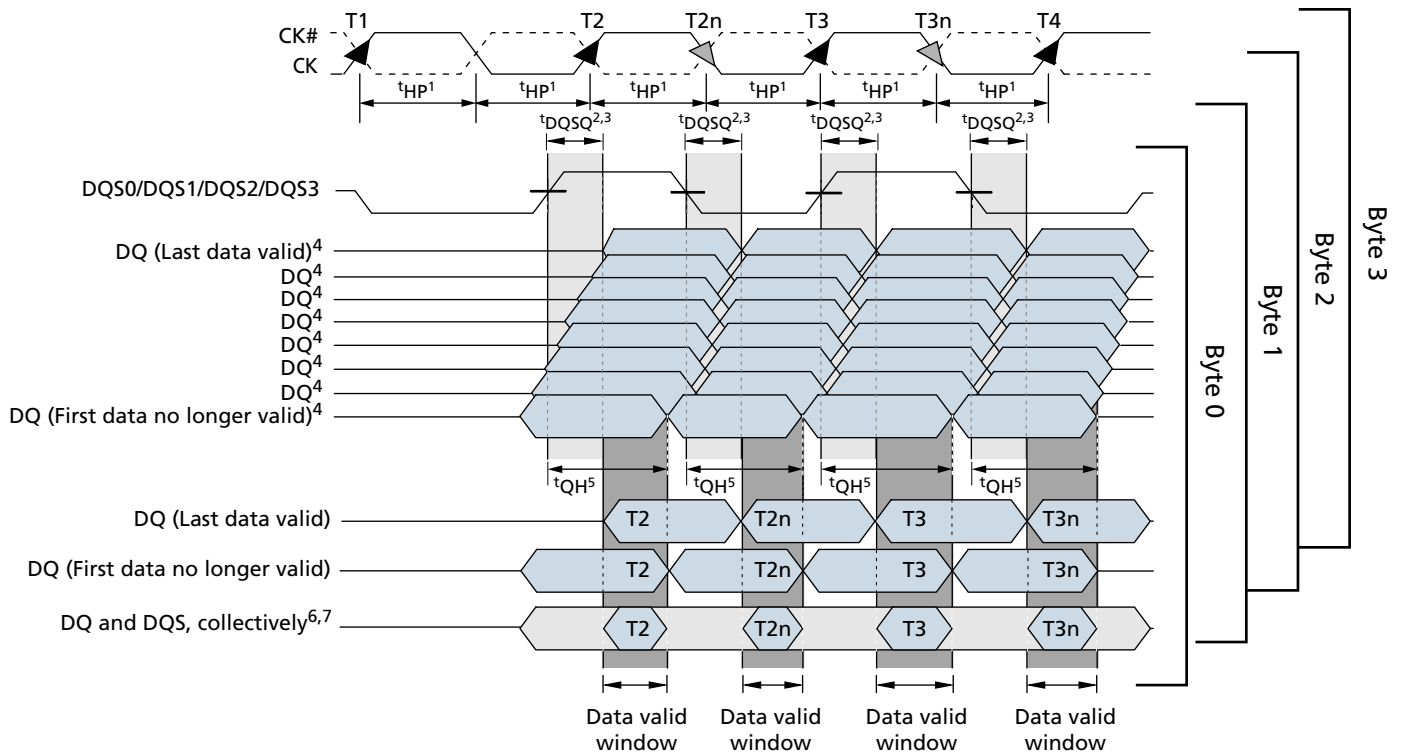 T1 T2 T2n T3 T3n T4
CK#
CK
tHP1 tHP1 tHP1 tHP1 tHP1 tHP1
tDQSQ2,3 tDQSQ2,3 tDQSQ2,3 tDQSQ2,3
DQS0/DQS1/DQS2/DQS3
DQ (Last data valid)4
DQ4
DQ4
DQ4
DQ4
DQ4
DQ4
DQ (First data no longer valid)4
tQH5 tQH5 tQH5 tQH5
DQ (Last data valid) T2 T2n T3 T3n
DQ (First data no longer valid) T2 T2n T3 T3n
DQ and DQS, collectively6,7 T2 T2n T3 T3n
Data valid window
Data valid window
Data valid window
Data valid window
Byte 0
Byte 1
Byte 2
Byte 3